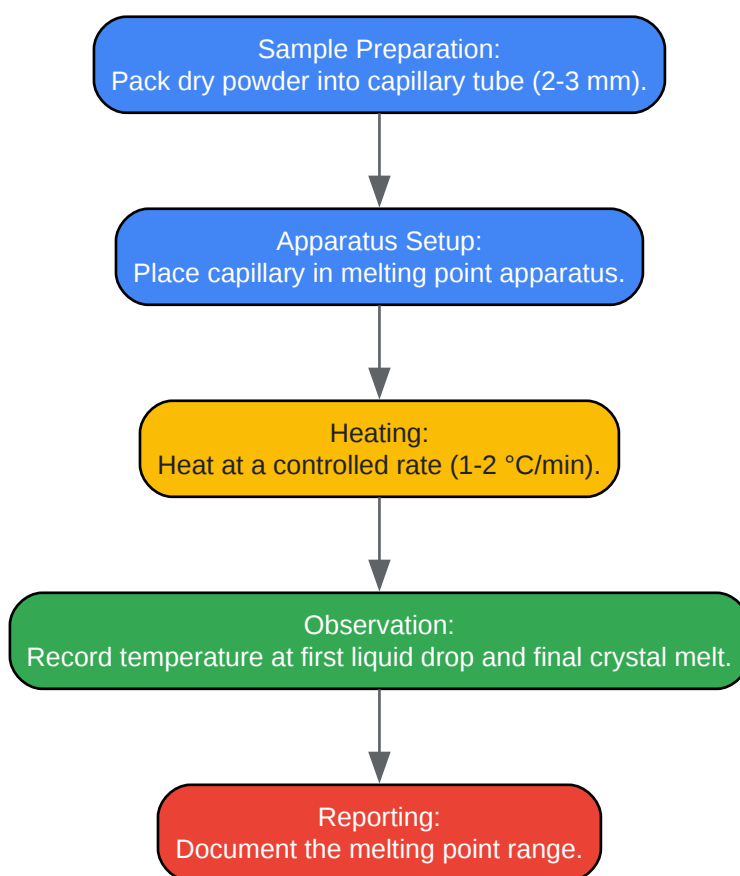 Sample Preparation:
Pack dry powder into capillary tube (2-3 mm).
Apparatus Setup:
Place capillary in melting point apparatus.
Heating:
Heat at a controlled rate (1-2 °C/min).
Observation:
Record temperature at first liquid drop and final crystal melt.
Reporting:
Document the melting point range.